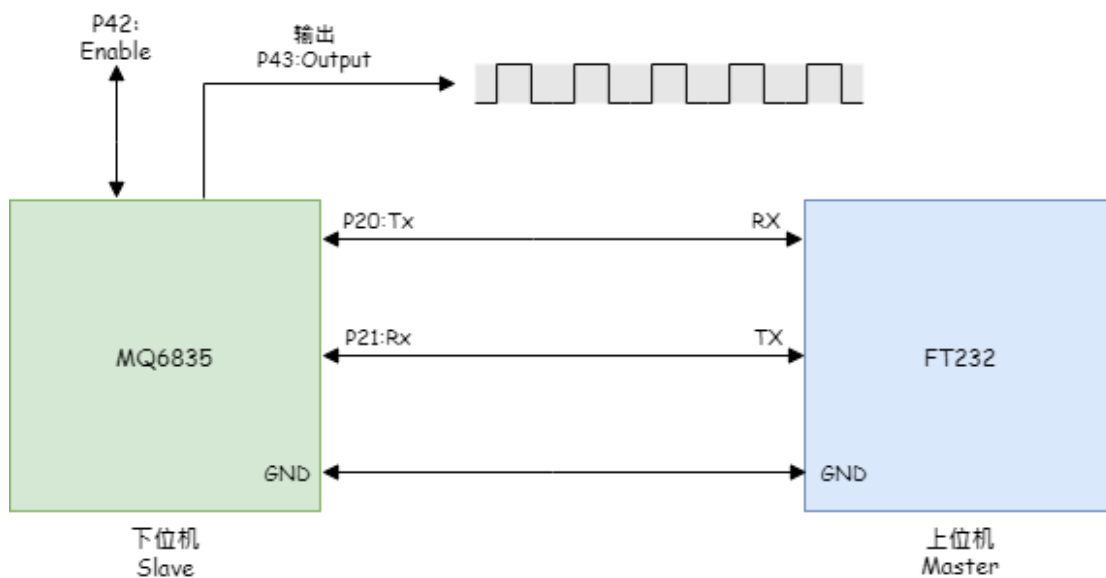 P42:
Enable
输出
P43:Output
P20:Tx
RX
P21:Rx
TX
MQ6835
FT232
GND
GND
下位机
Slave
上位机
Master